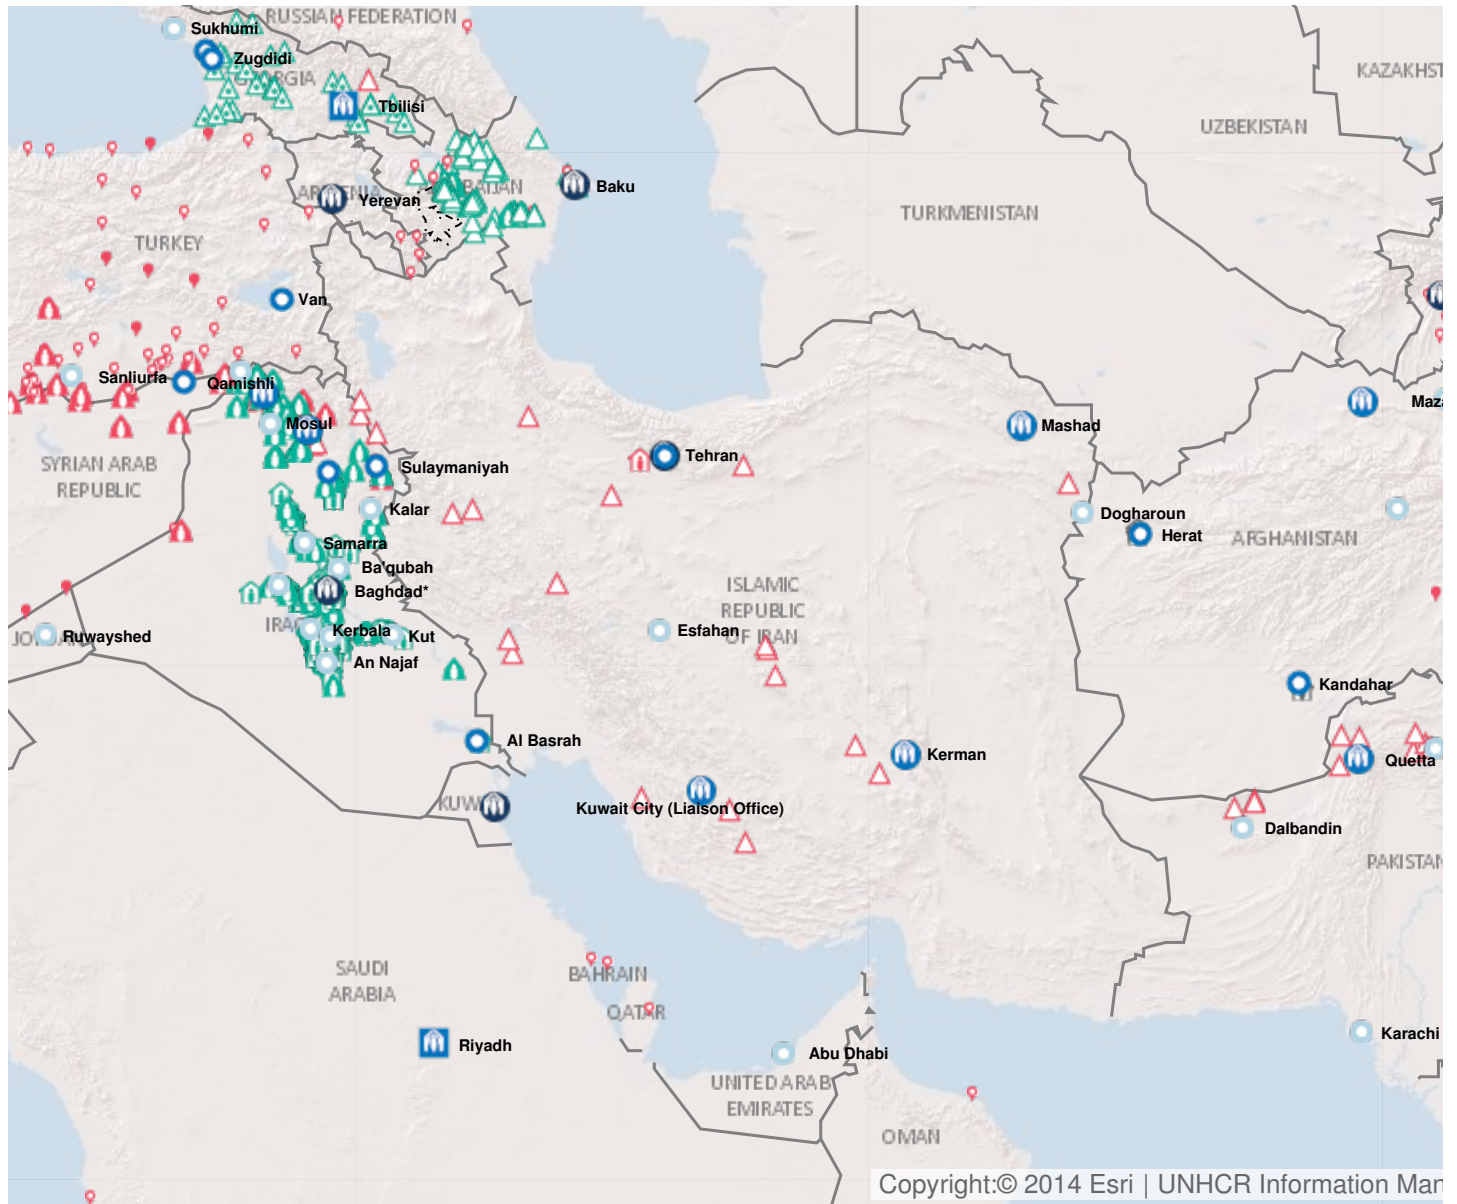 RUSSIAN FEDERATION
Sukhumi
Zugdidi
KAZAKHST
Tbilisi
UZBEKISTAN
Baku
Yerevan
TURKMENISTAN
TURKEY
Van
Sanliurfa
Qamishli
Maza
Mosul
Mashad
Tehran
SYRIAN ARAB
REPUBLIC
Sulaymaniyah
Kalar
Dogharoun
Herat
AFGHANISTAN
Samarra
Ba'qubah
Baghdad*
ISLAMIC
REPUBLIC
OF IRAN
IRAQ
Kerbala
Kut
Esfahan
Ruwayshed
An Najaf
Kandahar
Al Basrah
Kerman
Quetta
KUW
Kuwait City (Liaison Office)
Dalbandin
PAKISTAN
SAUDI
ARABIA
BAHRAIN
QATAR
Riyadh
Karachi
Abu Dhabi
UNITED ARAB
EMIRATES
OMAN
Copyright:© 2014 Esri | UNHCR Information Man